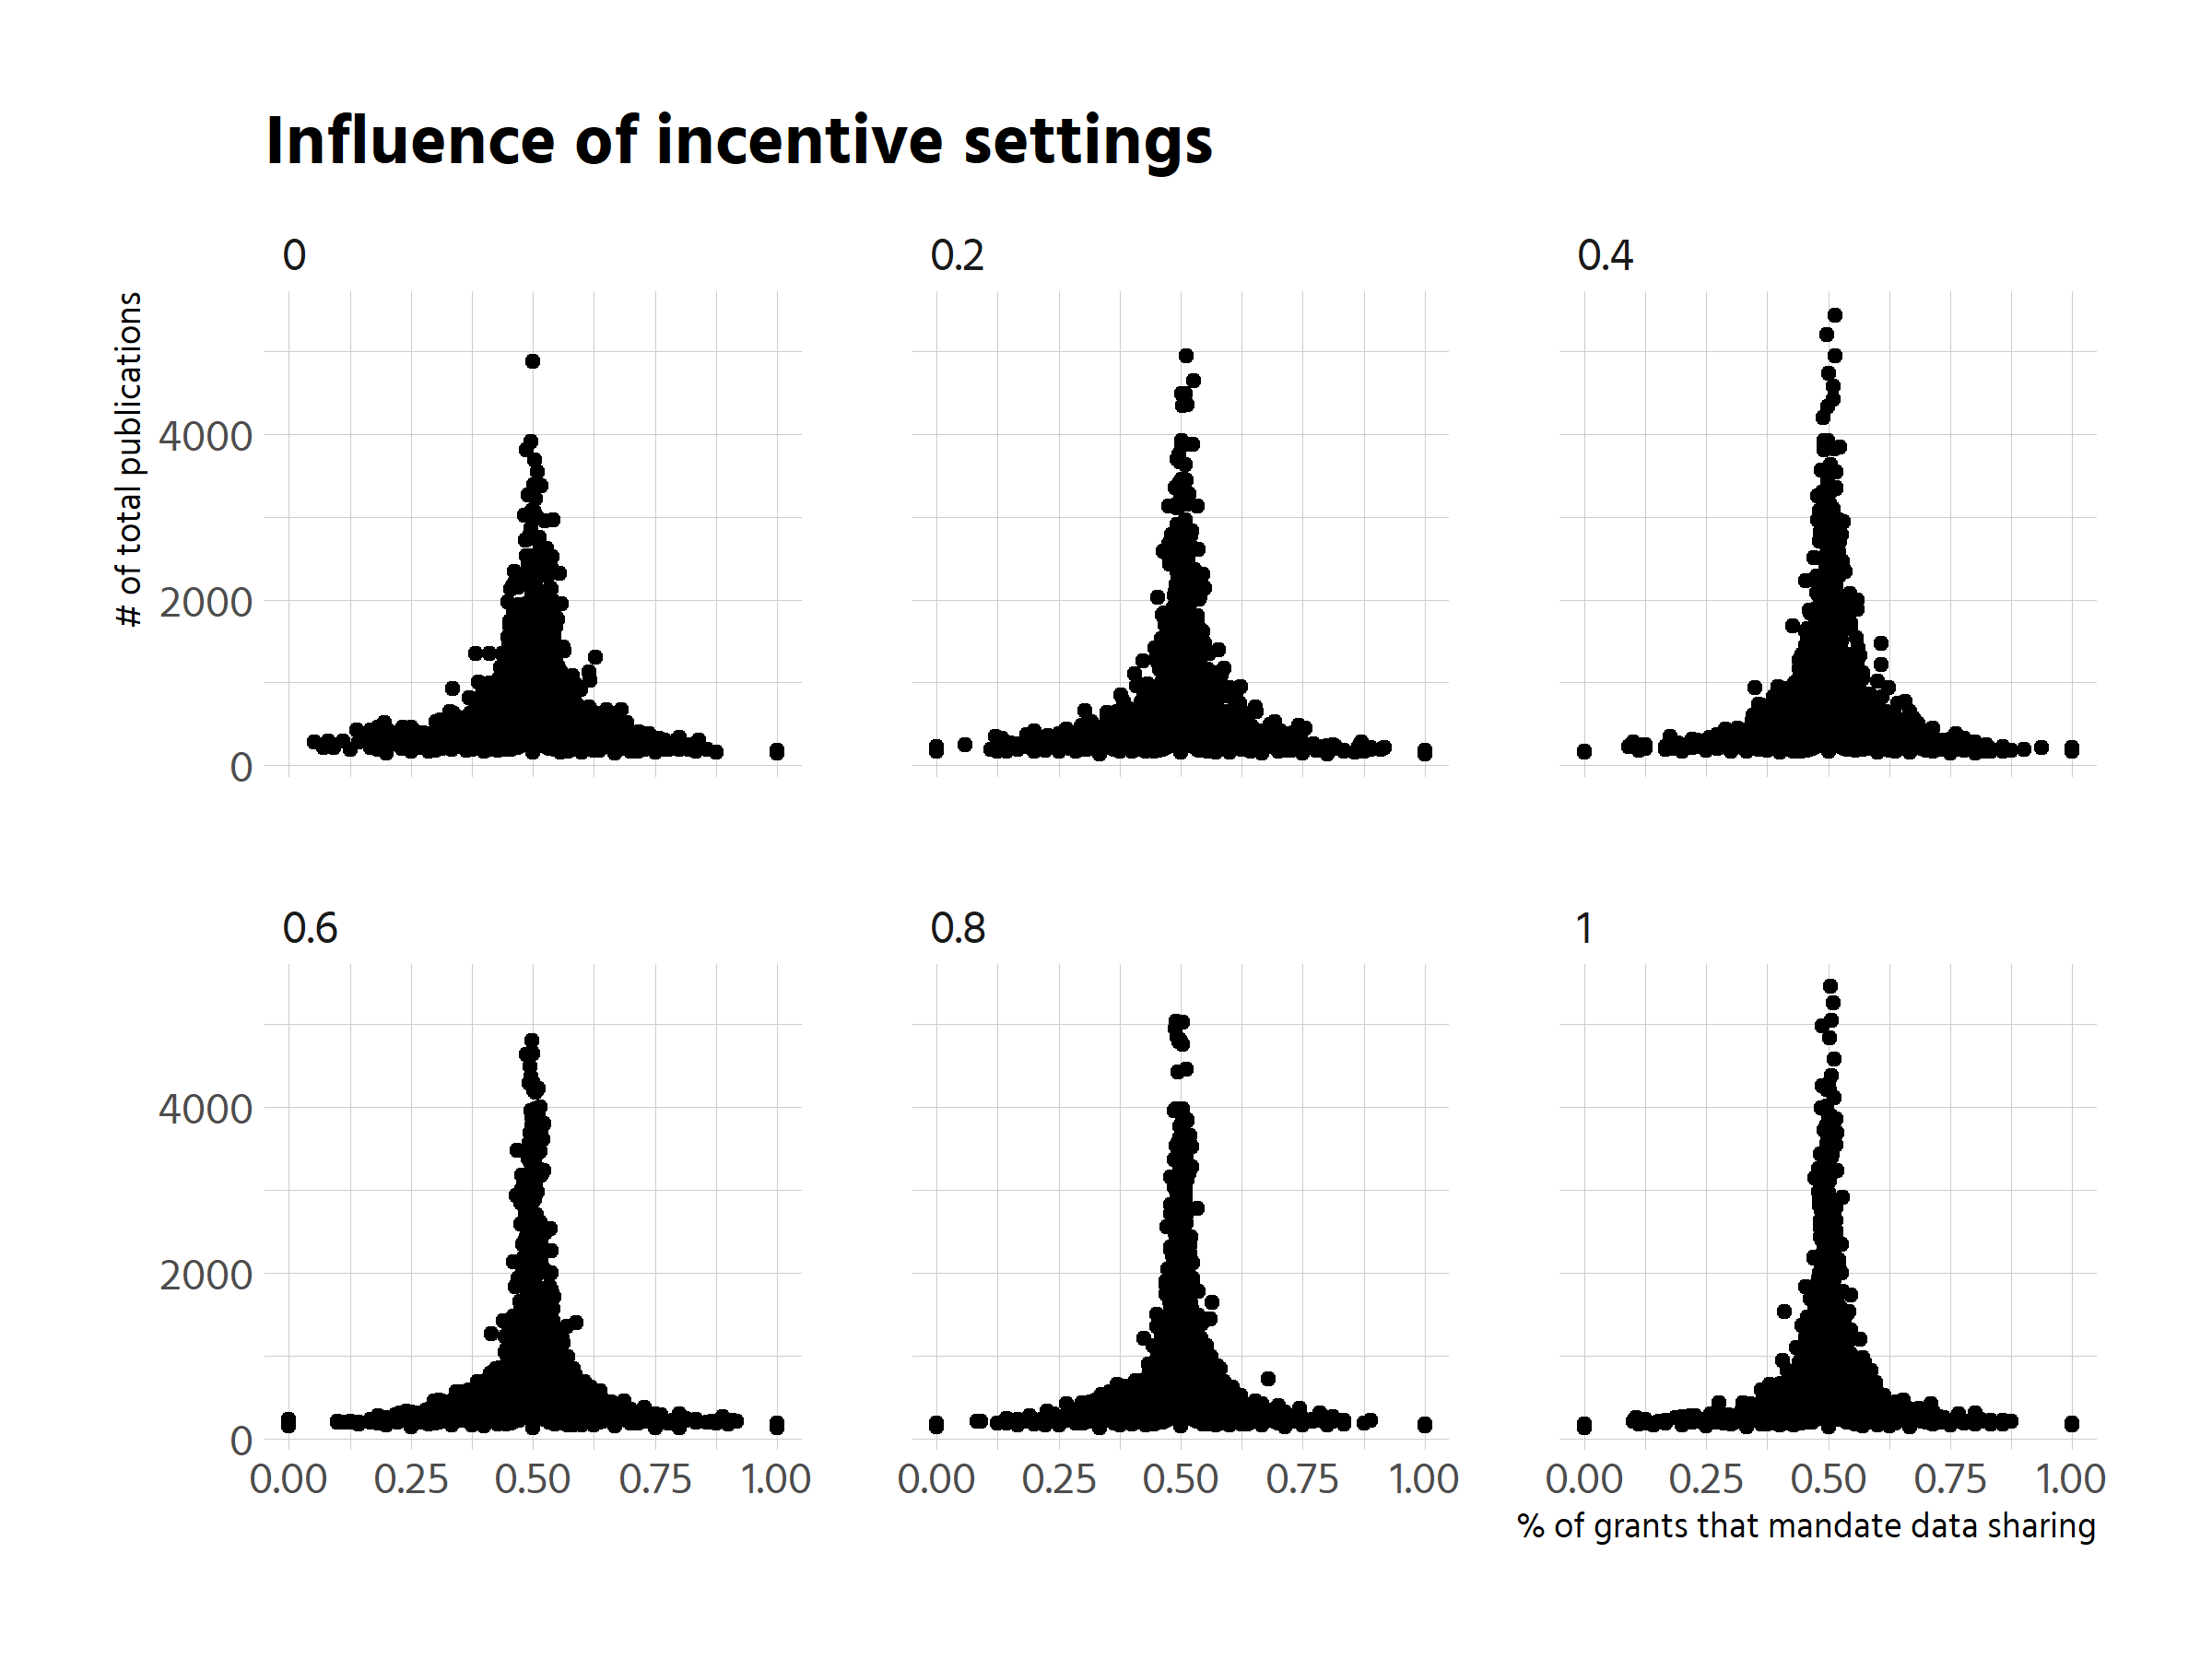 Influence of incentive settings
0
0.2
0.4
# of total publications
4000
2000
0
0.6
0.8
1
4000
2000
0
0.00 0.25 0.50 0.75 1.00
0.00 0.25 0.50 0.75 1.00
0.00 0.25 0.50 0.75 1.00
% of grants that mandate data sharing